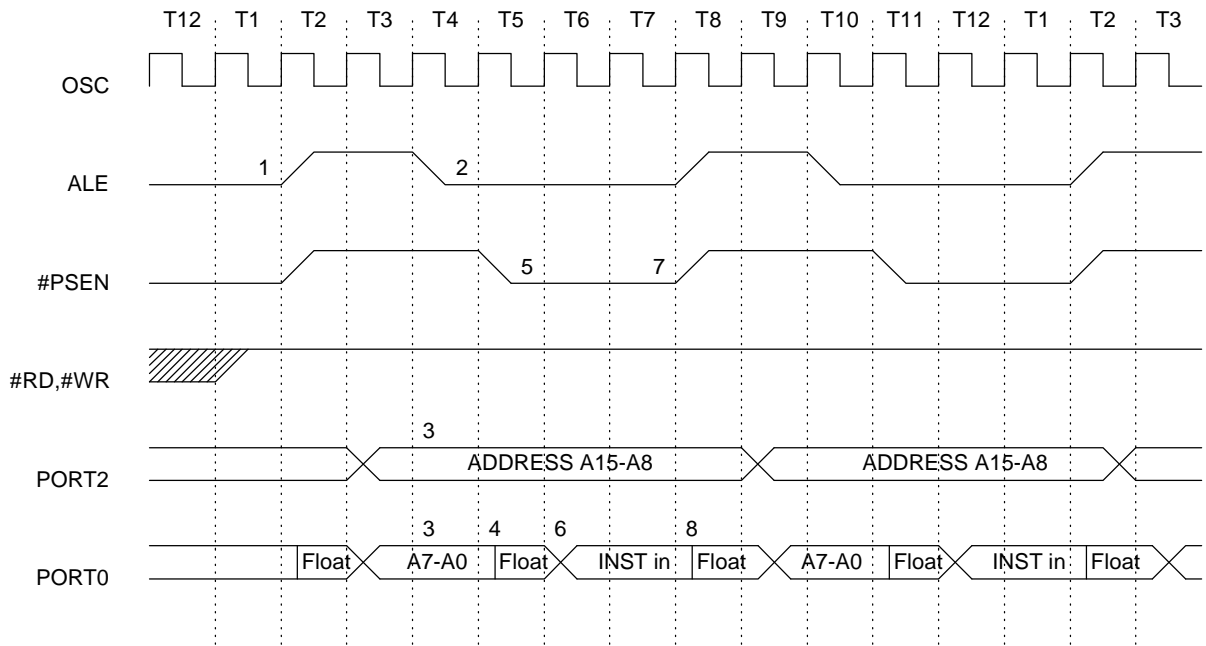 T12 T1 T2 T3 T4 T5 T6 T7 T8 T9 T10 T11 T12 T1 T2 T3
OSC
1 2
ALE
5 7
#PSEN
#RD,#WR
3
ADDRESS A15-A8 ADDRESS A15-A8
PORT2
3 4 6 8
Float A7-A0 Float INST in Float A7-A0 Float INST in Float
PORT0